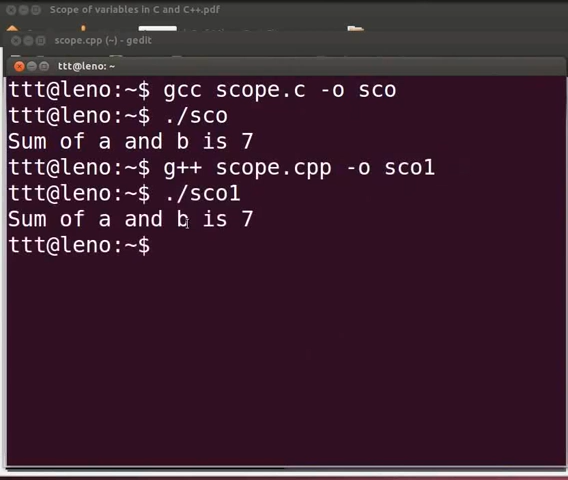 Scope of variables in C and C++.pdf
scope.cpp (~) - gedit
ttt@leno: ~
ttt@leno:~$ gcc scope.c -o sco
ttt@leno:~$ ./sco
Sum of a and b is 7
ttt@leno:~$ g++ scope.cpp -o sco1
ttt@leno:~$ ./sco1
Sum of a and b is 7
ttt@leno:~$